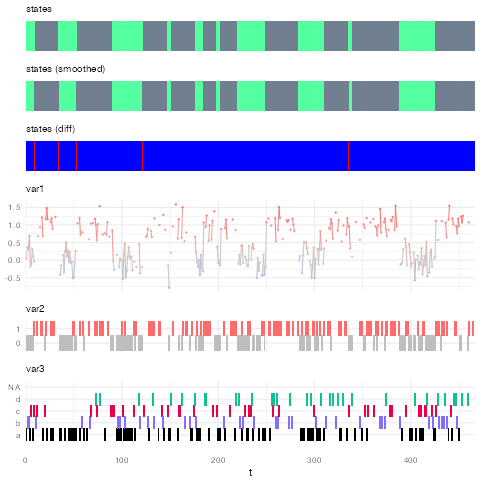 states
states (smoothed)
states (diff)
var1
1.5
1.0
0.5
0.0
-0.5
var2
1
0
var3
NA
d
c
b
a
0 100 200 300 400
t